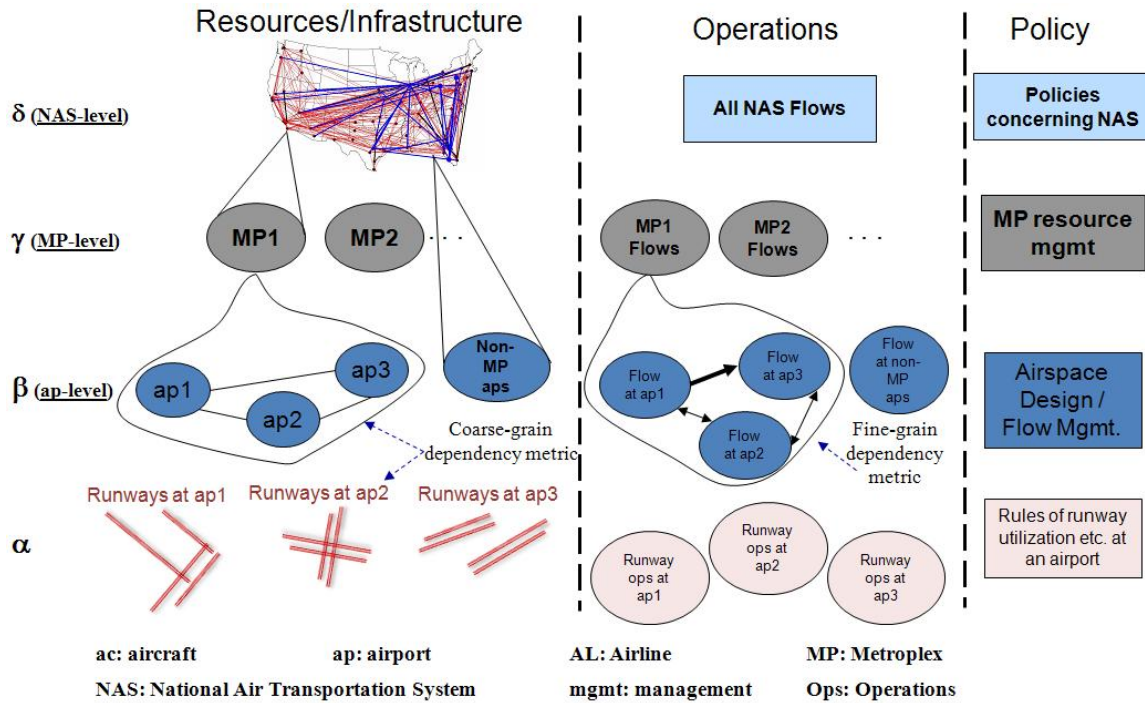 Resources/Infrastructure
Operations
Policy
δ (NAS-level)
All NAS Flows
Policies
concerning NAS
γ (MP-level)
MP1
MP2
. . .
MP1
Flows
MP2
Flows
. . .
MP resource
mgmt
β (ap-level)
ap1
ap2
ap3
Non-
MP
aps
Coarse-grain
dependency metric
Flow
at ap1
Flow
at ap3
Flow
at ap2
Flow
at non-
MP
aps
Fine-grain
dependency
metric
Airspace
Design /
Flow Mgmt.
α
Runways at ap1
Runways at ap2
Runways at ap3
Runway
ops at
ap1
Runway
ops at
ap2
Runway
ops at
ap3
Rules of runway
utilization etc. at
an airport
ac: aircraft
ap: airport
AL: Airline
MP: Metroplex
NAS: National Air Transportation System
mgmt: management
Ops: Operations